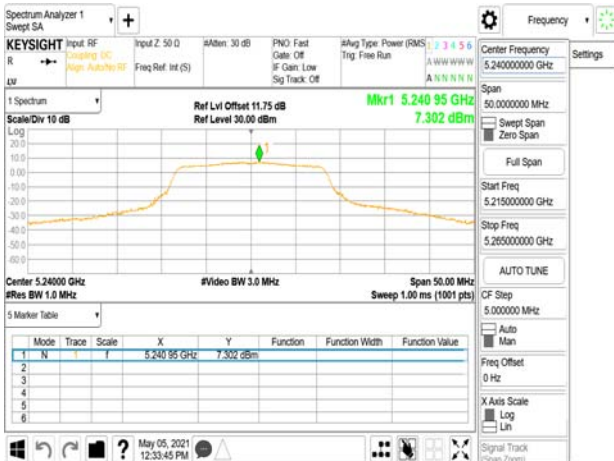 Spectrum Analyzer 1
Swept SA
Frequency
KEYSIGHT
Input: RF
Coupling: DC
Align: Auto/No RF
Input Z: 50 Ω
Freq Ref: Int (S)
#Atten: 30 dB
PNO: Fast
Gate: Off
IF Gain: Low
Sig Track: Off
#Avg Type: Power (RMS
Trig: Free Run
1 2 3 4 5 6
A W W W W W
A N N N N N
R
1 Spectrum
Scale/Div 10 dB
Ref Lvl Offset 11.75 dB
Ref Level 30.00 dBm
Mkr1 5.240 95 GHz
7.302 dBm
Log
20.0
10.0
0.00
-10.0
-20.0
-30.0
-40.0
-50.0
-60.0
1
Center 5.24000 GHz
#Res BW 1.0 MHz
#Video BW 3.0 MHz
Span 50.00 MHz
Sweep 1.00 ms (1001 pts)
5 Marker Table
Mode Trace Scale X Y Function Function Width Function Value
1 N 1 f 5.240 95 GHz 7.302 dBm
2
3
4
5
6
May 05, 2021
12:33:45 PM
Center Frequency
5.240000000 GHz
Settings
Span
50.0000000 MHz
Swept Span
Zero Span
Full Span
Start Freq
5.215000000 GHz
Stop Freq
5.265000000 GHz
AUTO TUNE
CF Step
5.000000 MHz
Auto
Man
Freq Offset
0 Hz
X Axis Scale
Log
Lin
Signal Track
(Span Zoom)